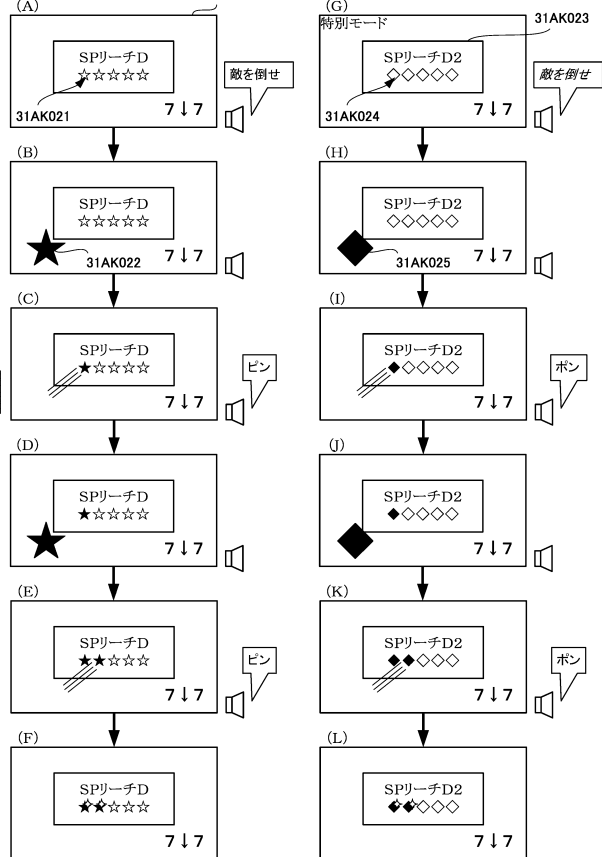 (A)
SPリーチD
☆☆☆☆☆
31AK021
7↓7
敵を倒せ
(B)
SPリーチD
☆☆☆☆☆
31AK022
7↓7
(C)
SPリーチD
★☆☆☆☆
7↓7
ピン
(D)
SPリーチD
★☆☆☆☆
7↓7
(E)
SPリーチD
★★☆☆☆
7↓7
ピン
(F)
SPリーチD
★★☆☆☆
7↓7
(G)
特別モード
31AK023
SPリーチD2
◇◇◇◇◇
31AK024
7↓7
敵を倒せ
(H)
SPリーチD2
◇◇◇◇◇
31AK025
7↓7
(I)
SPリーチD2
◆◇◇◇◇
7↓7
ポン
(J)
SPリーチD2
◆◇◇◇◇
7↓7
(K)
SPリーチD2
◆◆◇◇◇
7↓7
ポン
(L)
SPリーチD2
◆◆◇◇◇
7↓7